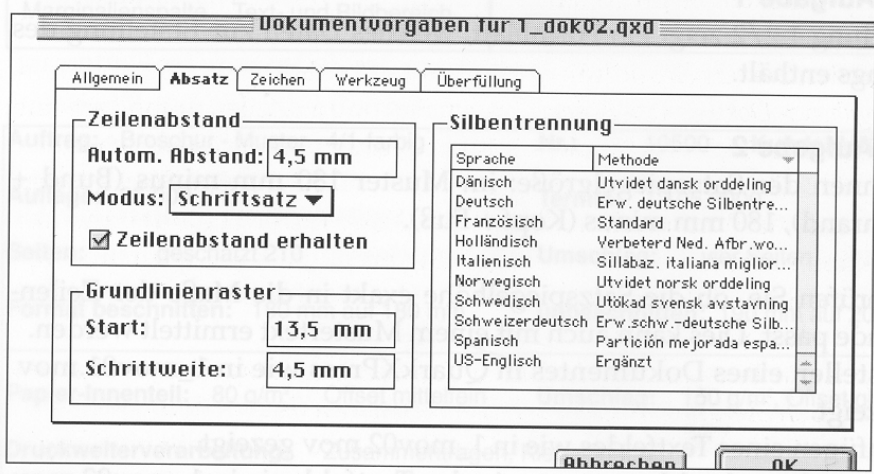 Dokumentvorgaben für 1_dok02.qxd
Allgemein Absatz Zeichen Werkzeug Überfüllung
Zeilenabstand
Autom. Abstand: 4,5 mm
Modus: Schriftsatz
Zeilenabstand erhalten
Grundlinienraster
Start: 13,5 mm
Schrittweite: 4,5 mm
Silbentrennung
Sprache Methode
Dänisch Utvidet dansk orddeling
Deutsch Erw. deutsche Silbentre...
Französisch Standard
Holländisch Verbeterd Ned. Afbr.wo...
Italienisch Sillabaz. italiana miglior...
Norwegisch Utvidet norsk orddeling
Schwedisch Utökad svensk avstavning
Schweizerdeutsch Erw.schw.-deutsche Silb...
Spanisch Partición mejorada espa...
US-Englisch Ergänzt
Abbrechen OK